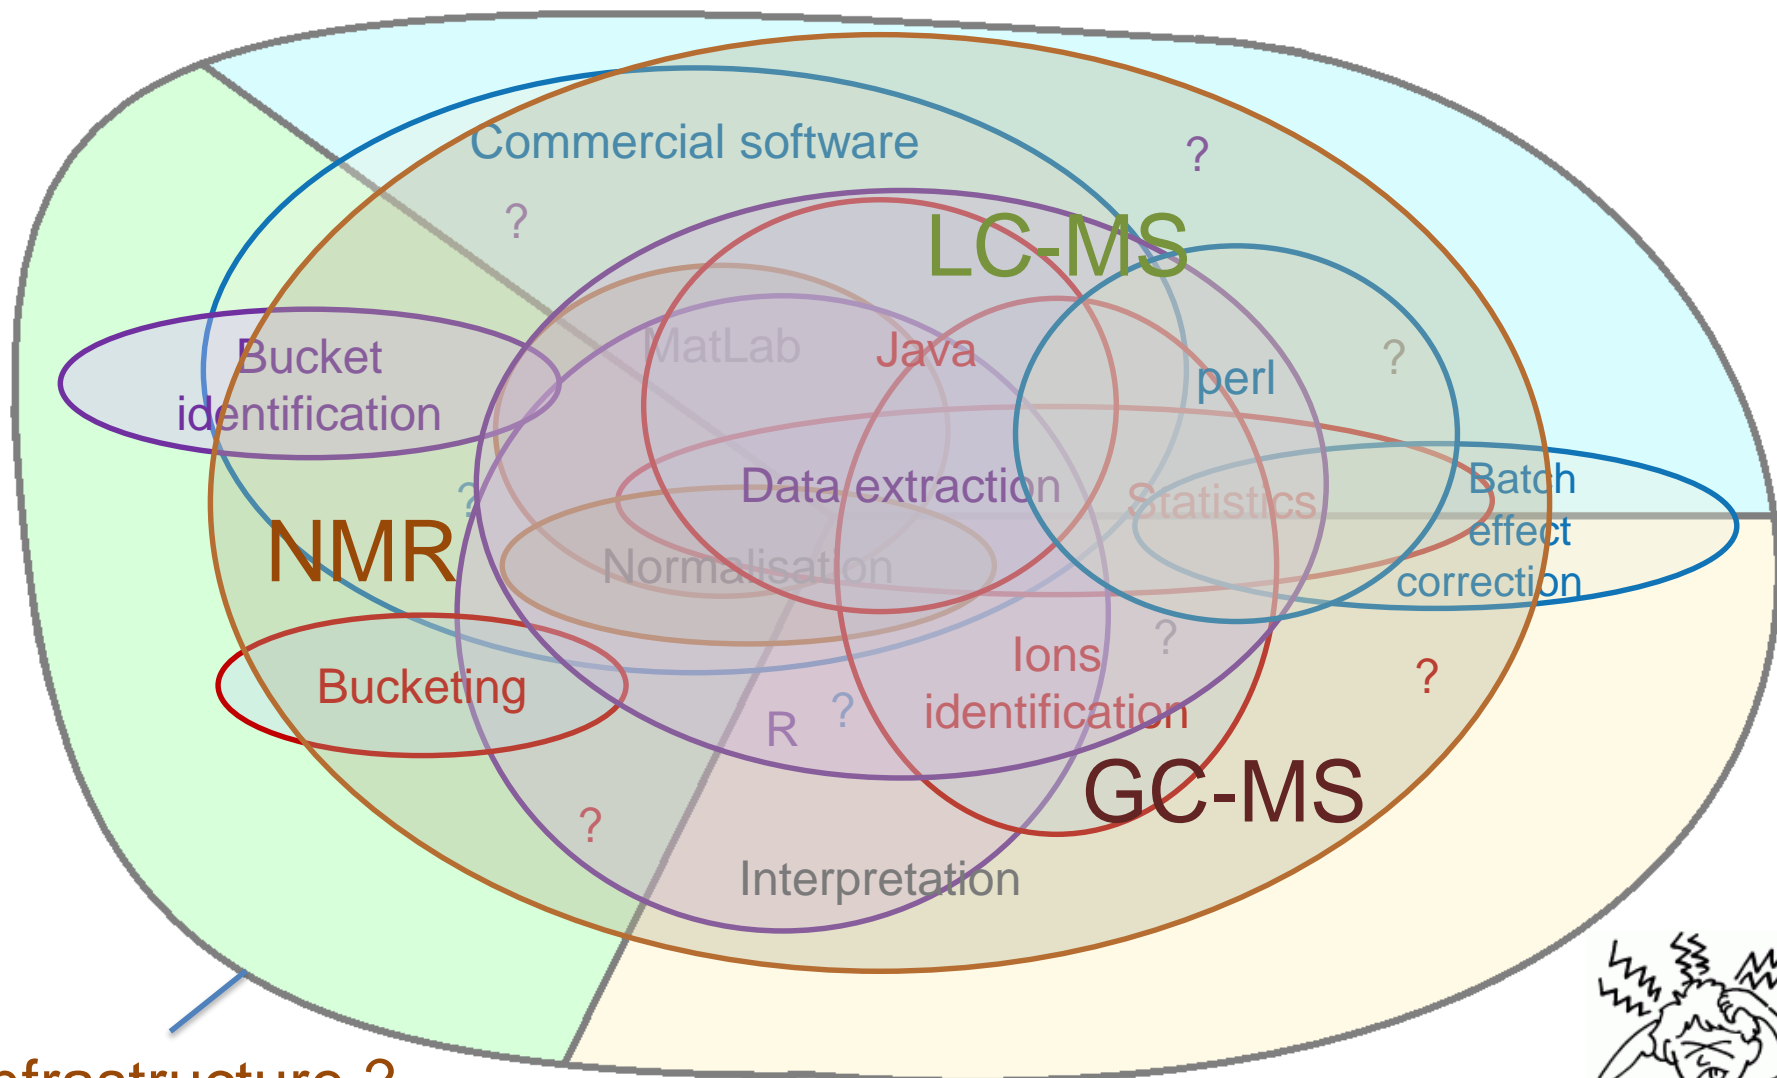 Commercial software
?
?
LC-MS
MatLab
Java
?
perl
Bucket
identification
Data extraction
Statistics
Batch
effect
correction
?
NMR
Normalisation
?
Ions
identification
?
Bucketing
R
?
GC-MS
?
Interpretation
nfrastructure ?